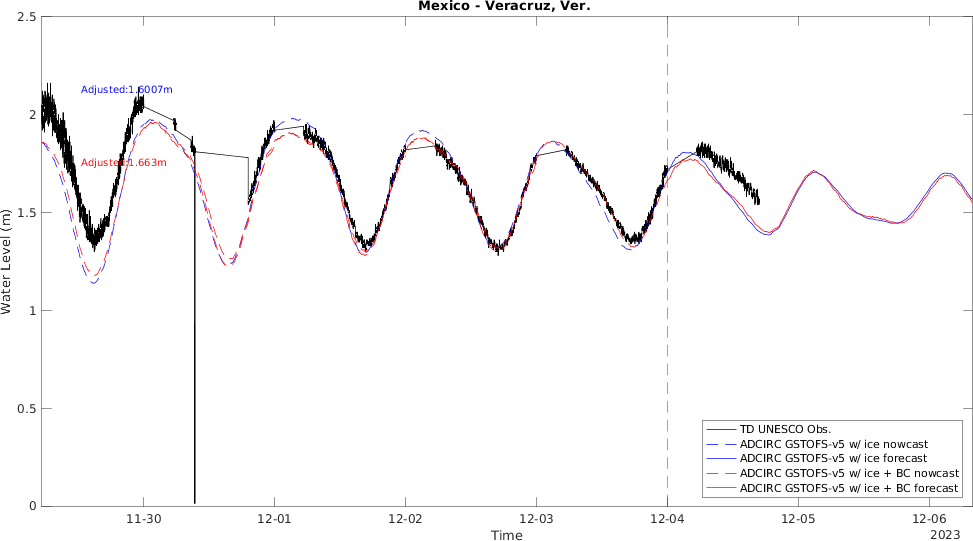 Mexico - Veracruz, Ver.
2.5
2
1.5
1
0.5
0
Water Level (m)
Adjusted:1.6007m
Adjusted:1.663m
TD UNESCO Obs.
ADCIRC GSTOFS-v5 w/ ice nowcast
ADCIRC GSTOFS-v5 w/ ice forecast
ADCIRC GSTOFS-v5 w/ ice + BC nowcast
ADCIRC GSTOFS-v5 w/ ice + BC forecast
11-30 12-01 12-02 12-03 12-04 12-05 12-06
Time
2023